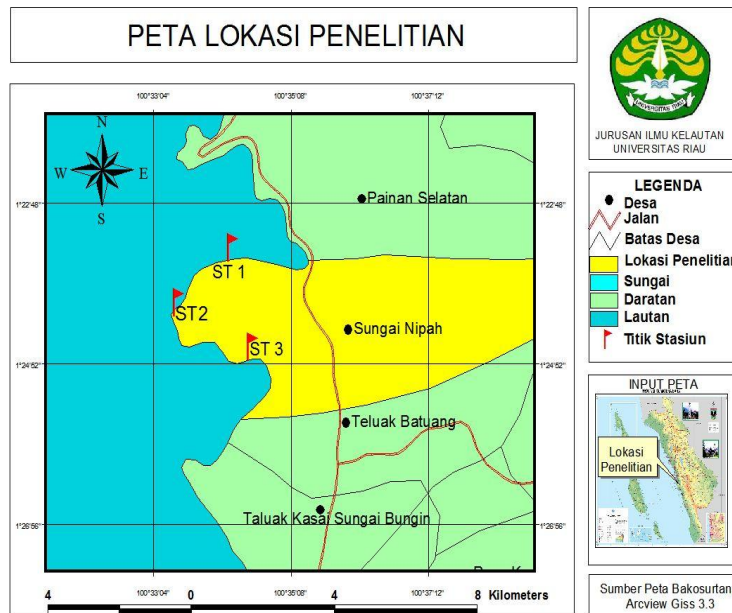 PETA LOKASI PENELITIAN
UNIVERSITAS RIAU
JURUSAN ILMU KELAUTAN
UNIVERSITAS RIAU
100°33'04 100°35'08 100°37'12
N
W E
S
1°22'48 1°22'48
1°24'52 1°24'52
1°26'56 1°26'56
Painan Selatan
ST 1
ST2
Sungai Nipah
ST 3
Teluak Batuang
Taluak Kasai Sungai Bungin
100°33'04 100°35'08 100°37'12
4 0 4 8 Kilometers
LEGENDA
Desa
Jalan
Batas Desa
Lokasi Penelitian
Sungai
Daratan
Lautan
Titik Stasiun
INPUT PETA
Lokasi
Penelitian
Sumber Peta Bakosurtan
Arcview Giss 3.3